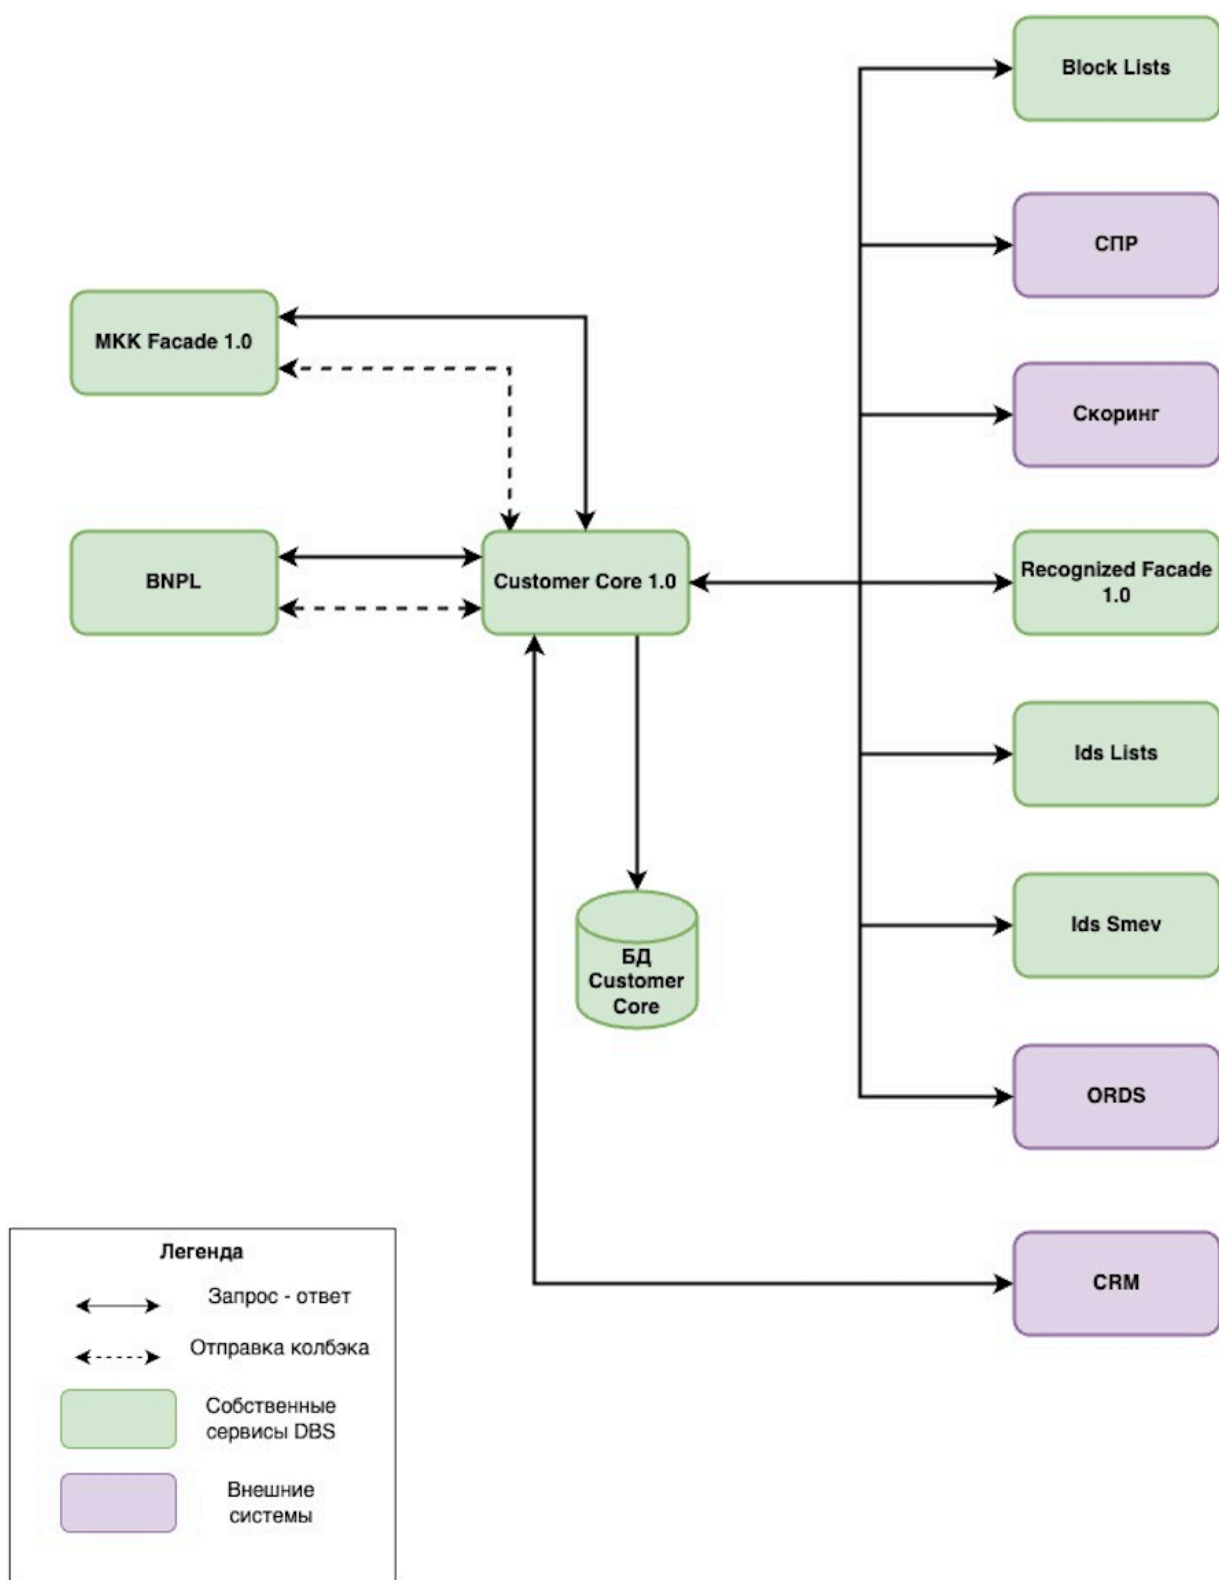 Block Lists
СПР
MKK Facade 1.0
Скоринг
BNPL
Customer Core 1.0
Recognized Facade
1.0
Ids Lists
Ids Smev
БД
Customer
Core
ORDS
CRM
Легенда
Запрос - ответ
Отправка колбэка
Собственные
сервисы DBS
Внешние
системы